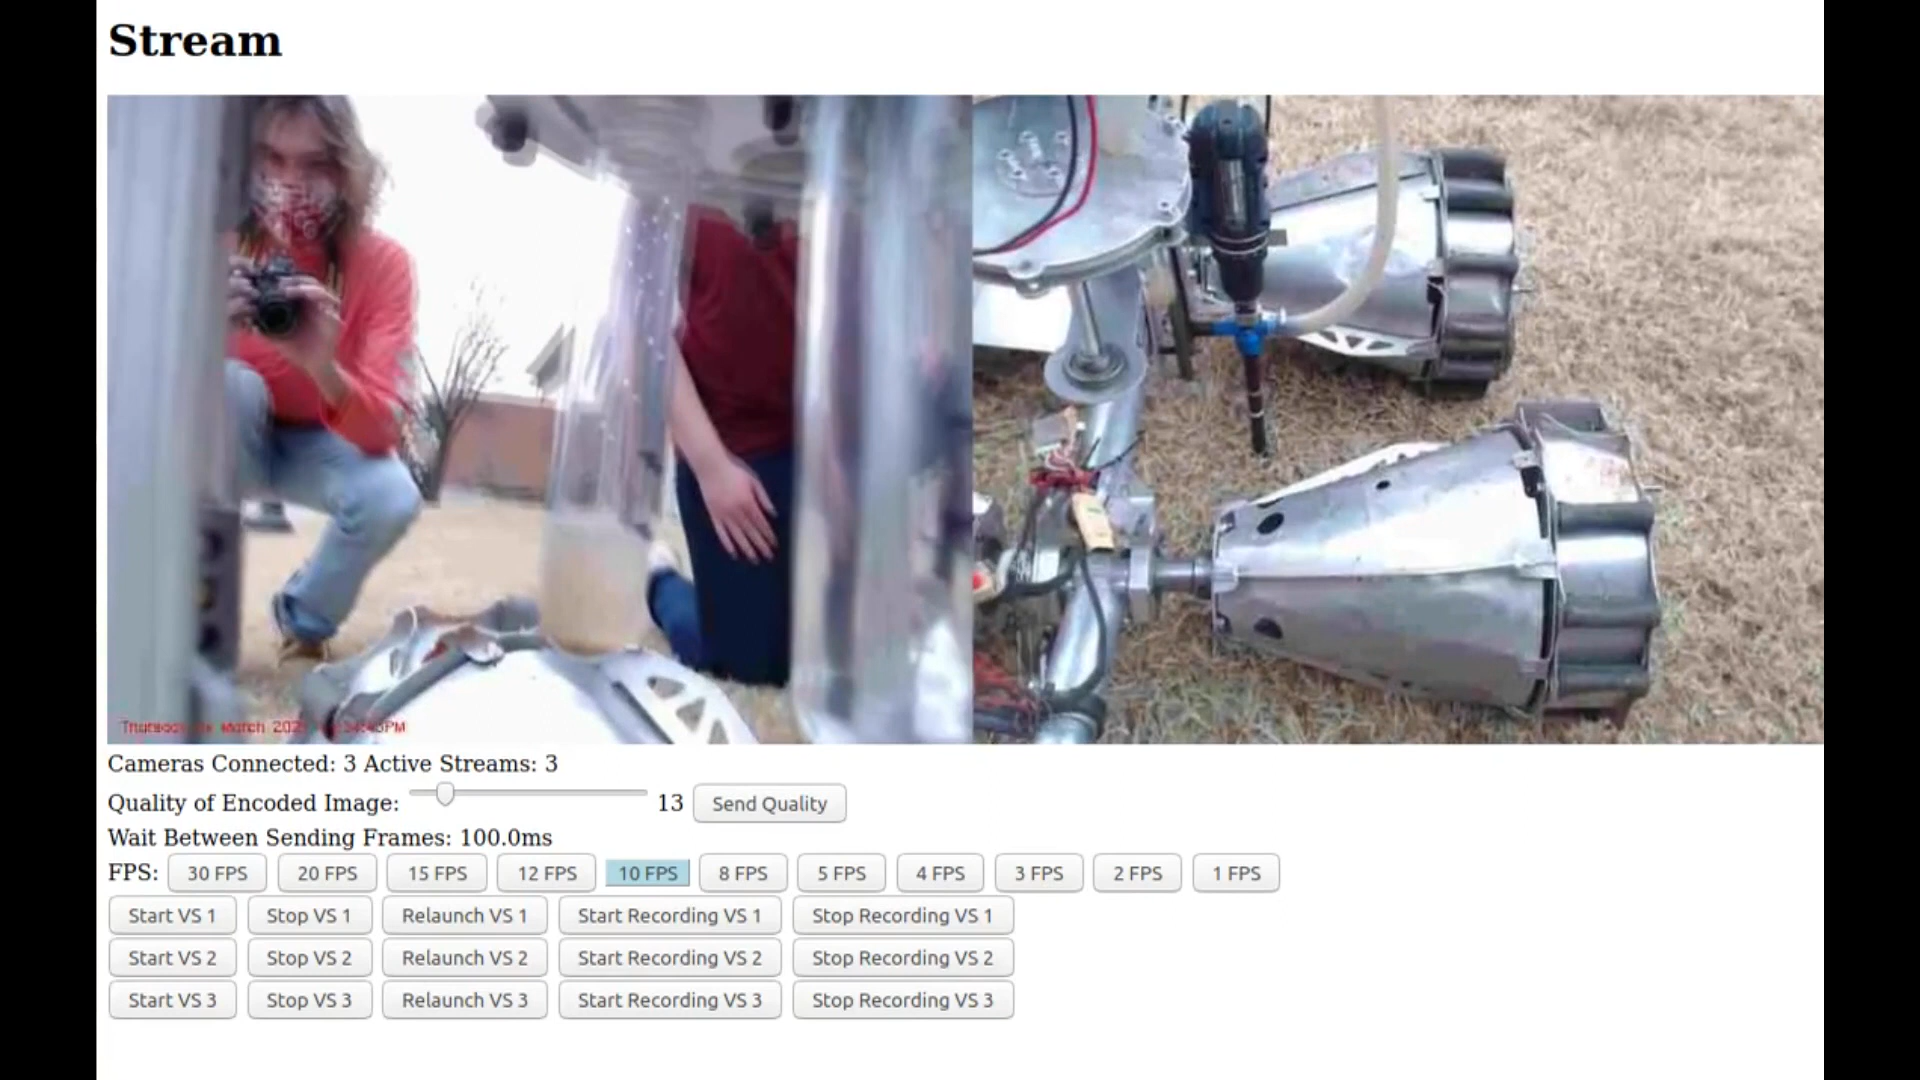 Stream
March
PM
Cameras Connected: 3 Active Streams: 3
Quality of Encoded Image: 13 Send Quality
Wait Between Sending Frames: 100.0ms
FPS: 30 FPS 20 FPS 15 FPS 12 FPS 10 FPS 8 FPS 5 FPS 4 FPS 3 FPS 2 FPS 1 FPS
Start VS 1 Stop VS 1 Relaunch VS 1 Start Recording VS 1 Stop Recording VS 1
Start VS 2 Stop VS 2 Relaunch VS 2 Start Recording VS 2 Stop Recording VS 2
Start VS 3 Stop VS 3 Relaunch VS 3 Start Recording VS 3 Stop Recording VS 3